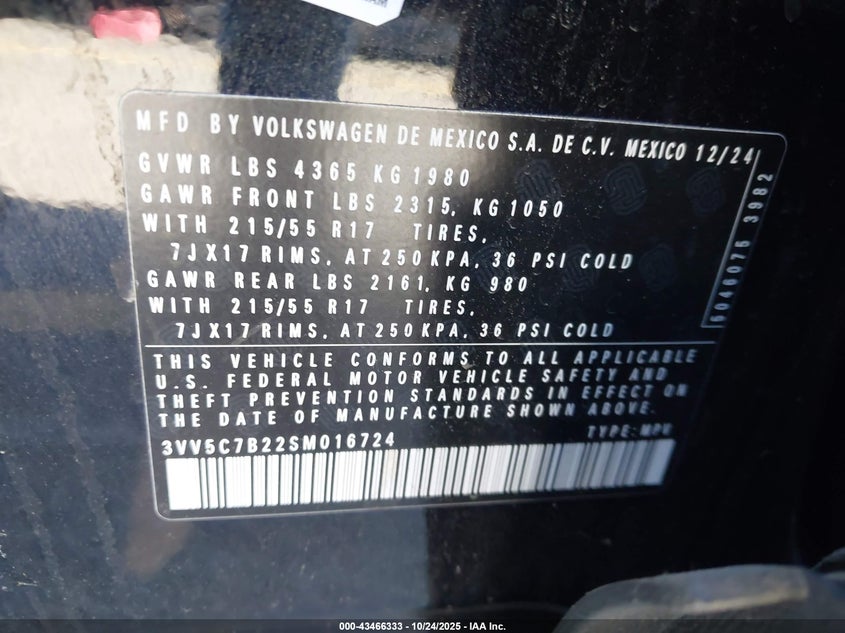 MFD BY VOLKSWAGEN DE MEXICO S.A. DE C.V. MEXICO 12/24
GVWR LBS 4365 KG 1980
GAWR FRONT LBS 2315, KG 1050
WITH 215/55 R17 TIRES,
7JX17 RIMS, AT 250 KPA, 36 PSI COLD
GAWR REAR LBS 2161, KG 980
WITH 215/55 R17 TIRES,
7JX17 RIMS, AT 250 KPA, 36 PSI COLD
THIS VEHICLE CONFORMS TO ALL APPLICABLE
U.S. FEDERAL MOTOR VEHICLE SAFETY AND
THEFT PREVENTION STANDARDS IN EFFECT ON
THE DATE OF MANUFACTURE SHOWN ABOVE.
3VV5C7B22SM016724 TYPE: MPV
3982
000-43466333 - 10/24/2025 - IAA Inc.